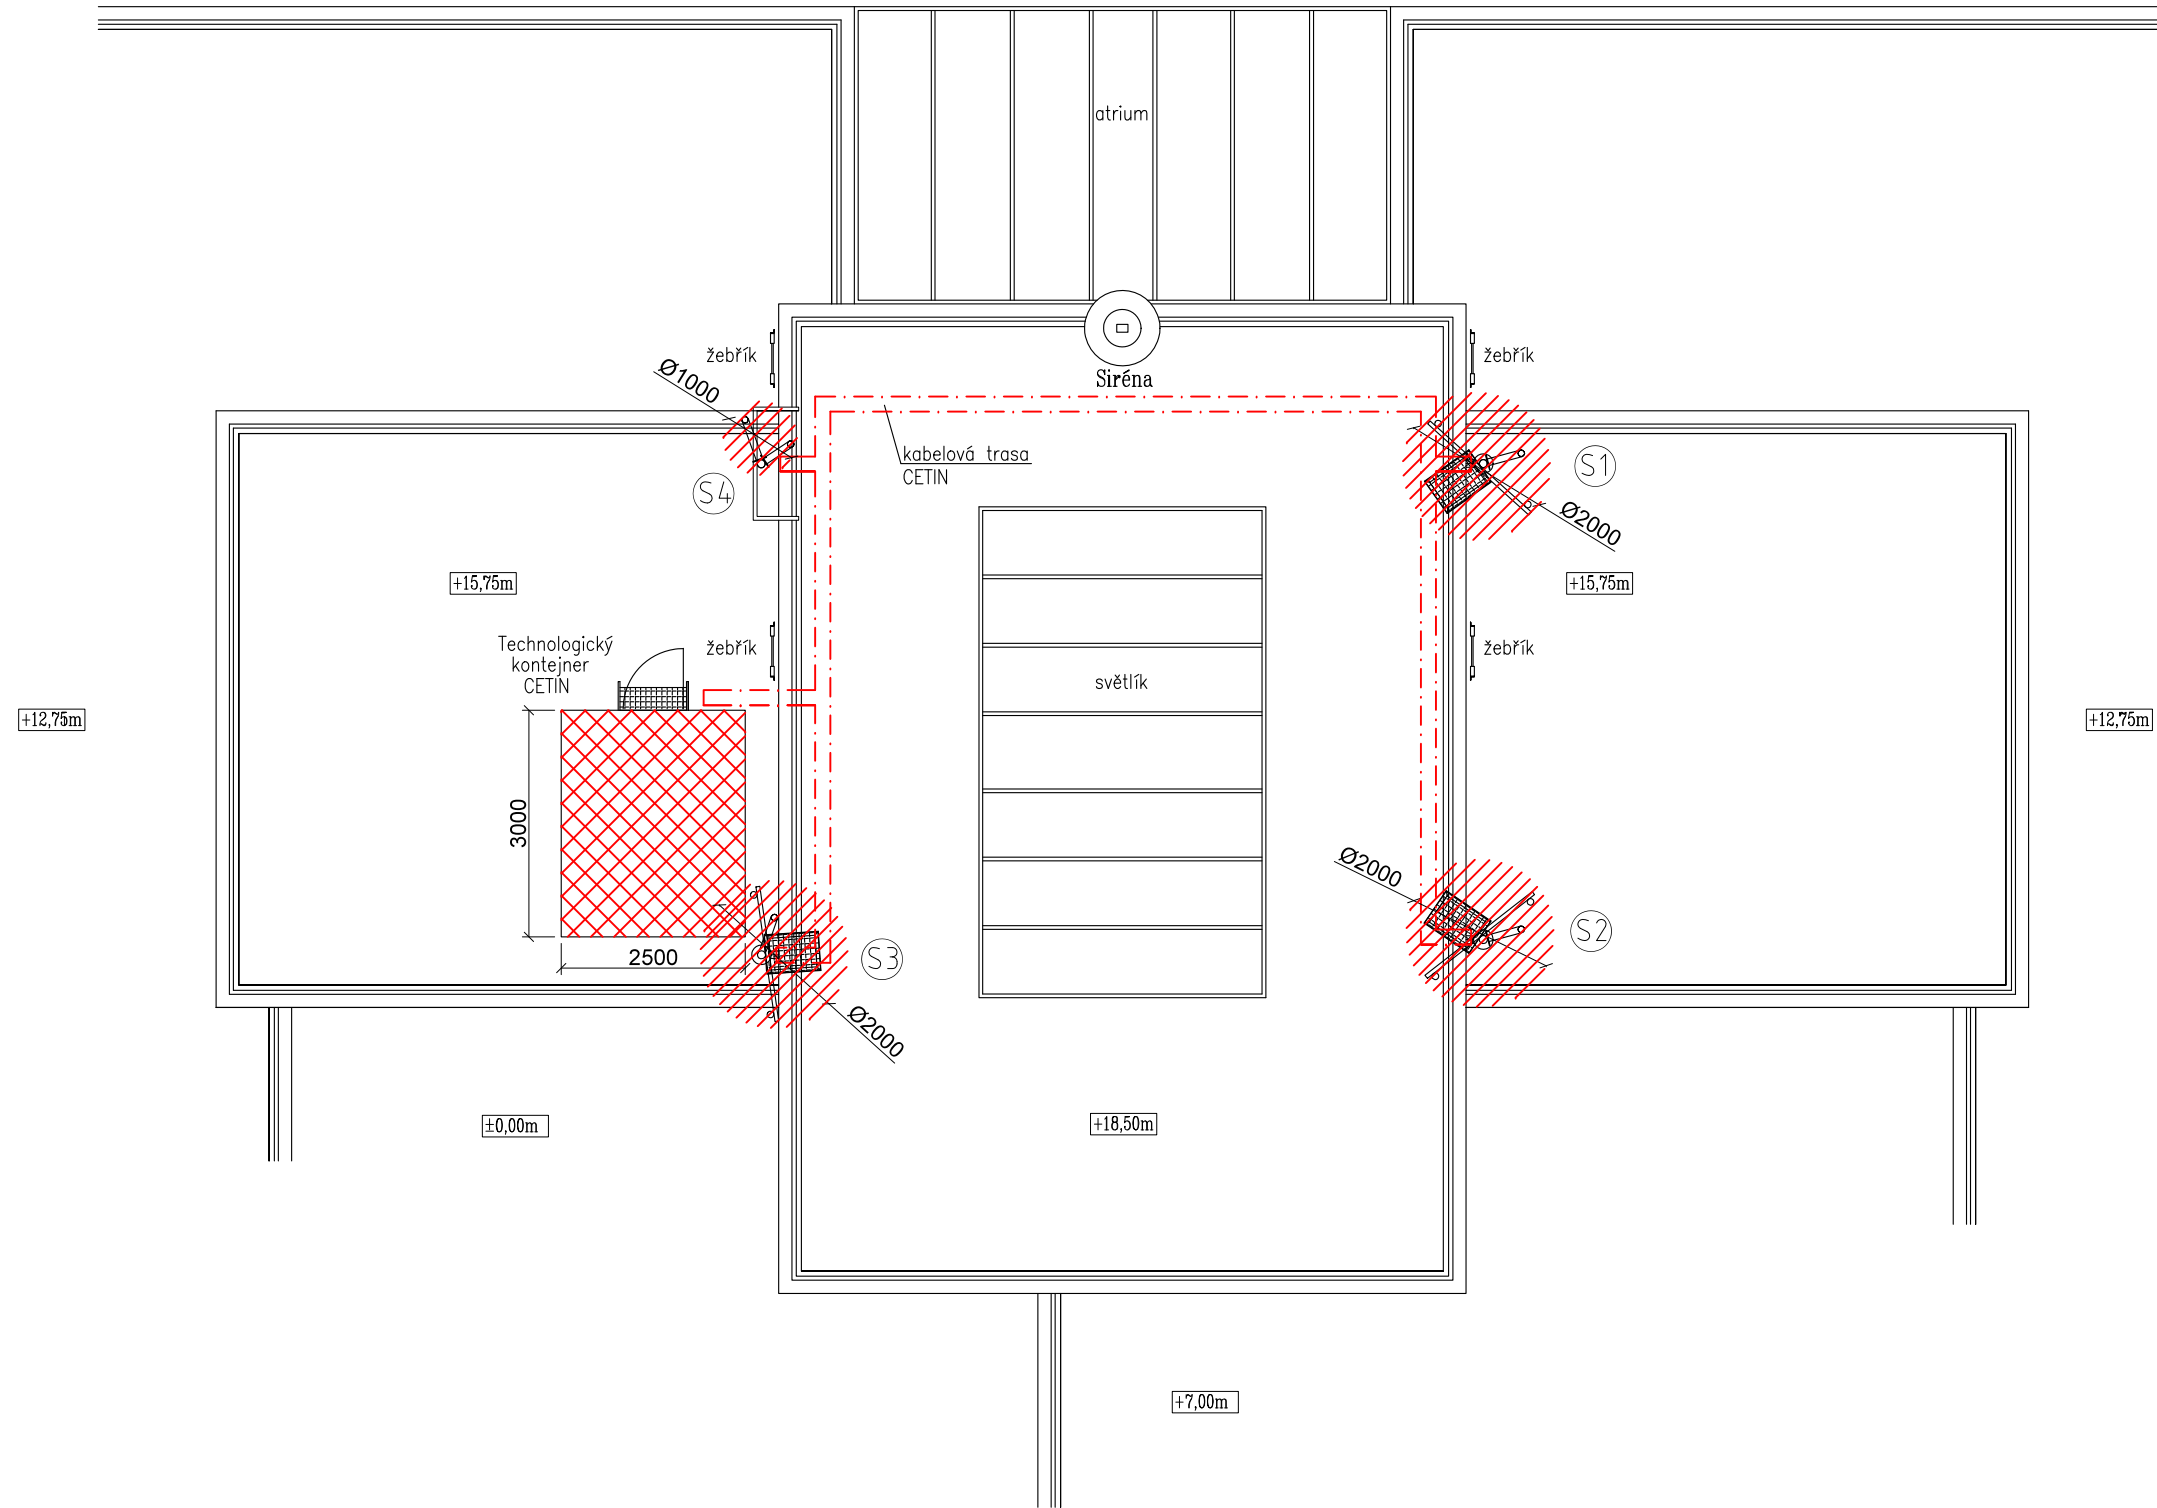 atrium
žebřík
žebřík
Ø1000
Siréna
kabelová trasa
CETIN
S4
S1
Ø2000
+15,75m
+15,75m
Technologický
kontejner
CETIN
žebřík
žebřík
světlík
+12,75m
+12,75m
3000
Ø2000
2500
S3
S2
Ø2000
±0,00m
+18,50m
+7,00m